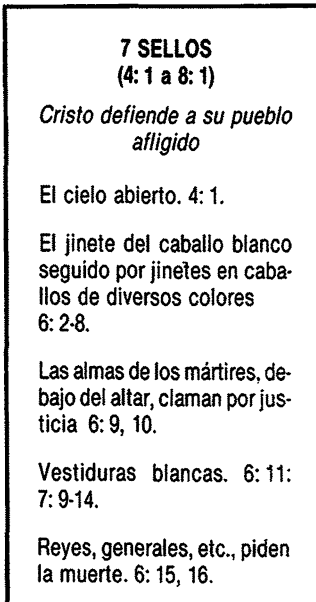 7 SELLOS
(4: 1 a 8: 1)
Cristo defiende a su pueblo
afligido
El cielo abierto. 4: 1.
El jinete del caballo blanco
seguido por jinetes en caba-
llos de diversos colores
6: 2-8.
Las almas de los mártires, de-
bajo del altar, claman por jus-
ticia 6: 9, 10.
Vestiduras blancas. 6: 11:
7: 9-14.
Reyes, generales, etc., piden
la muerte. 6: 15, 16.